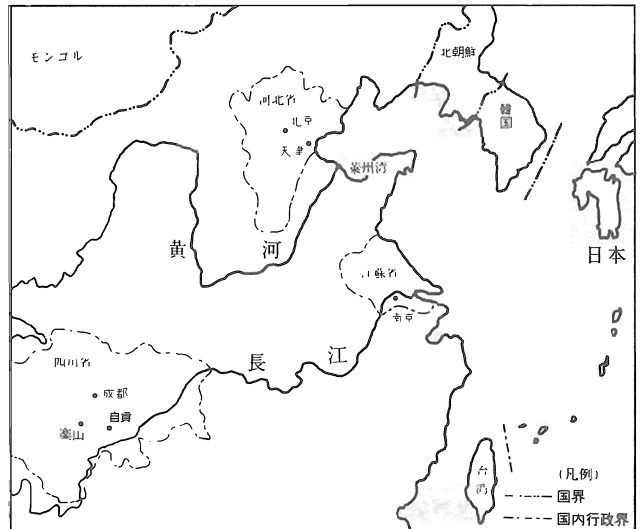 モンゴル
北朝鮮
韓国
河北省
北京
天津
莱州湾
黄河
日本
江蘇省
南京
長江
四川省
成都
自貢
楽山
台湾
(凡例)
国界
国内行政界